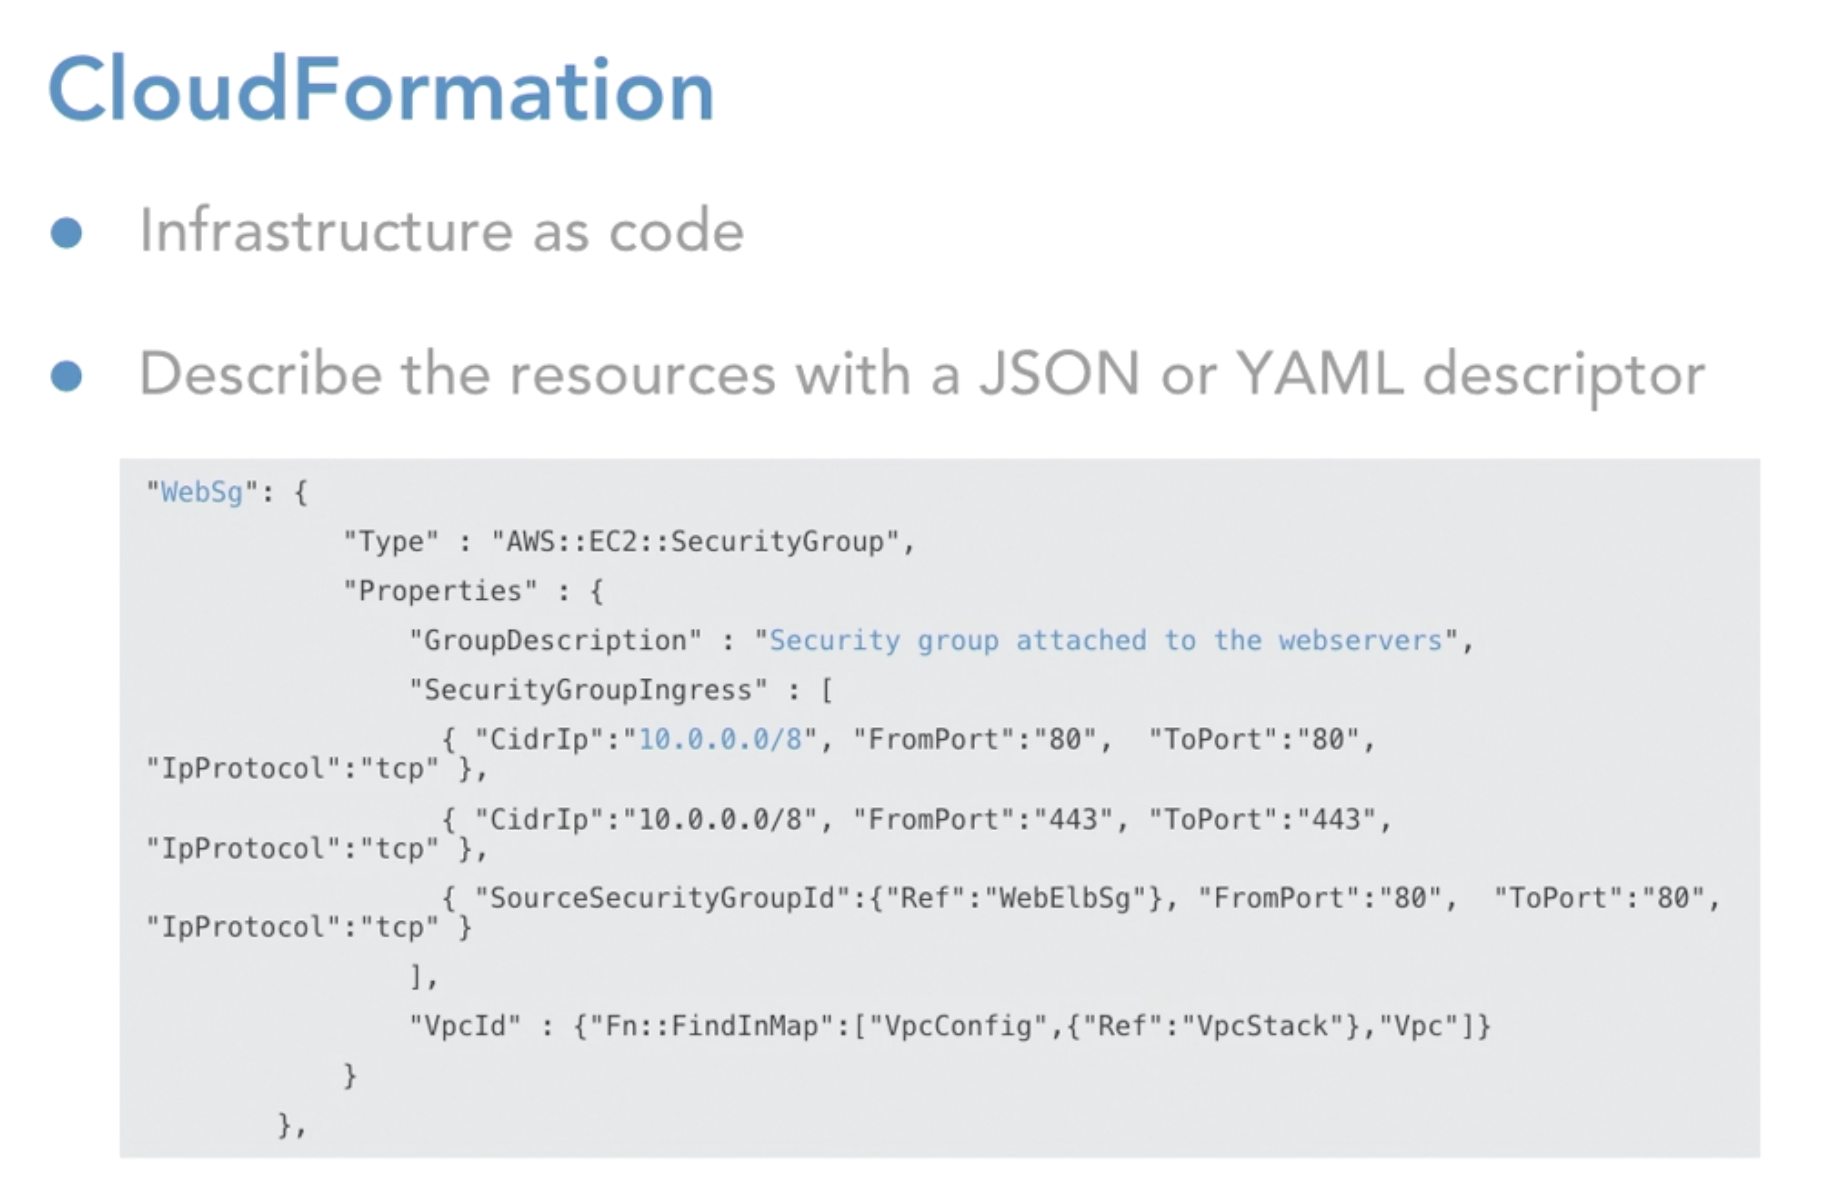 CloudFormation
Infrastructure as code
Describe the resources with a JSON or YAML descriptor
"WebSg": {
"Type" : "AWS::EC2::SecurityGroup",
"Properties" : {
"GroupDescription" : "Security group attached to the webservers",
"SecurityGroupIngress" : [
{ "CidrIp":"10.0.0.0/8", "FromPort":"80",  "ToPort":"80",
"IpProtocol":"tcp" },
{ "CidrIp":"10.0.0.0/8", "FromPort":"443", "ToPort":"443",
"IpProtocol":"tcp" },
{ "SourceSecurityGroupId":{"Ref":"WebElbSg"}, "FromPort":"80",  "ToPort":"80",
"IpProtocol":"tcp" }
],
"VpcId" : {"Fn::FindInMap":["VpcConfig",{"Ref":"VpcStack"},"Vpc"]}
}
},